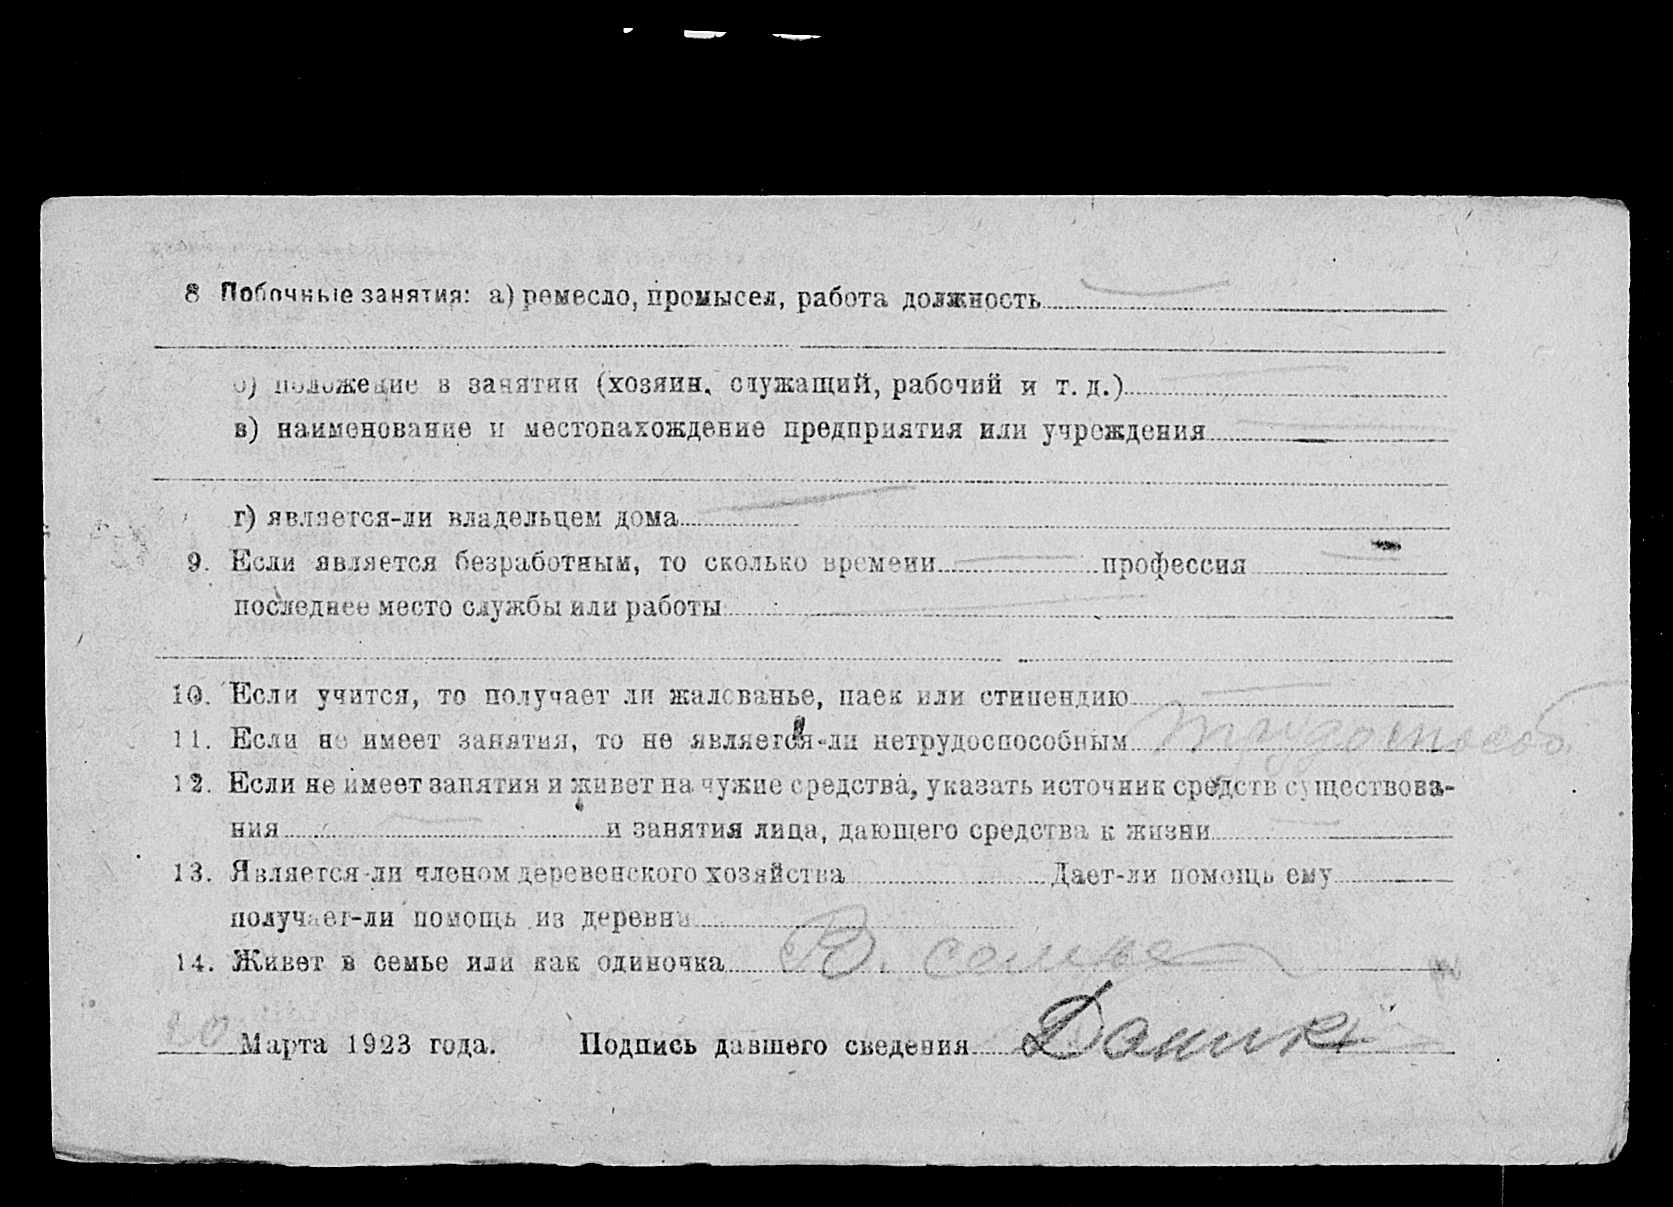 8 Побочные занятия: а) ремесло, промысел, работа должность
б) положение в занятии (хозяин, служащий, рабочий и т. д.)
в) наименование и местонахождение предприятия или учреждения
г) является-ли владельцем дома
9. Если является безработным, то сколько времени профессия
последнее место службы или работы
10. Если учится, то получает ли жалованье, паек или стипендию
11. Если не имеет занятия, то не является-ли нетрудоспособным трудоспособ.
12. Если не имеет занятия и живет на чужие средства, указать источник средств существова-
ния и занятия лица, дающего средства к жизни
13. Является-ли членом деревенского хозяйства Дает-ли помощь ему
получает-ли помощь из деревни
14. Живет в семье или как одиночка В. семье
20 Марта 1923 года. Подпись давшего сведения